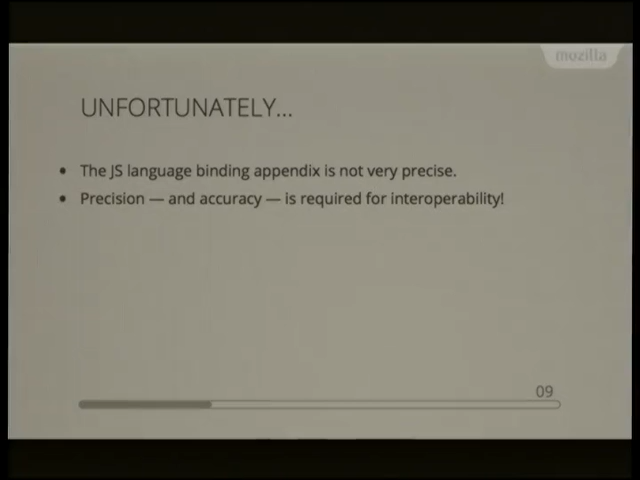 mozilla
UNFORTUNATELY...
• The JS language binding appendix is not very precise.
• Precision — and accuracy — is required for interoperability!
09